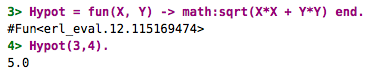 3> Hypot = fun(X, Y) -> math:sqrt(X*X + Y*Y) end.
#Fun<erl_eval.12.115169474>
4> Hypot(3,4).
5.0